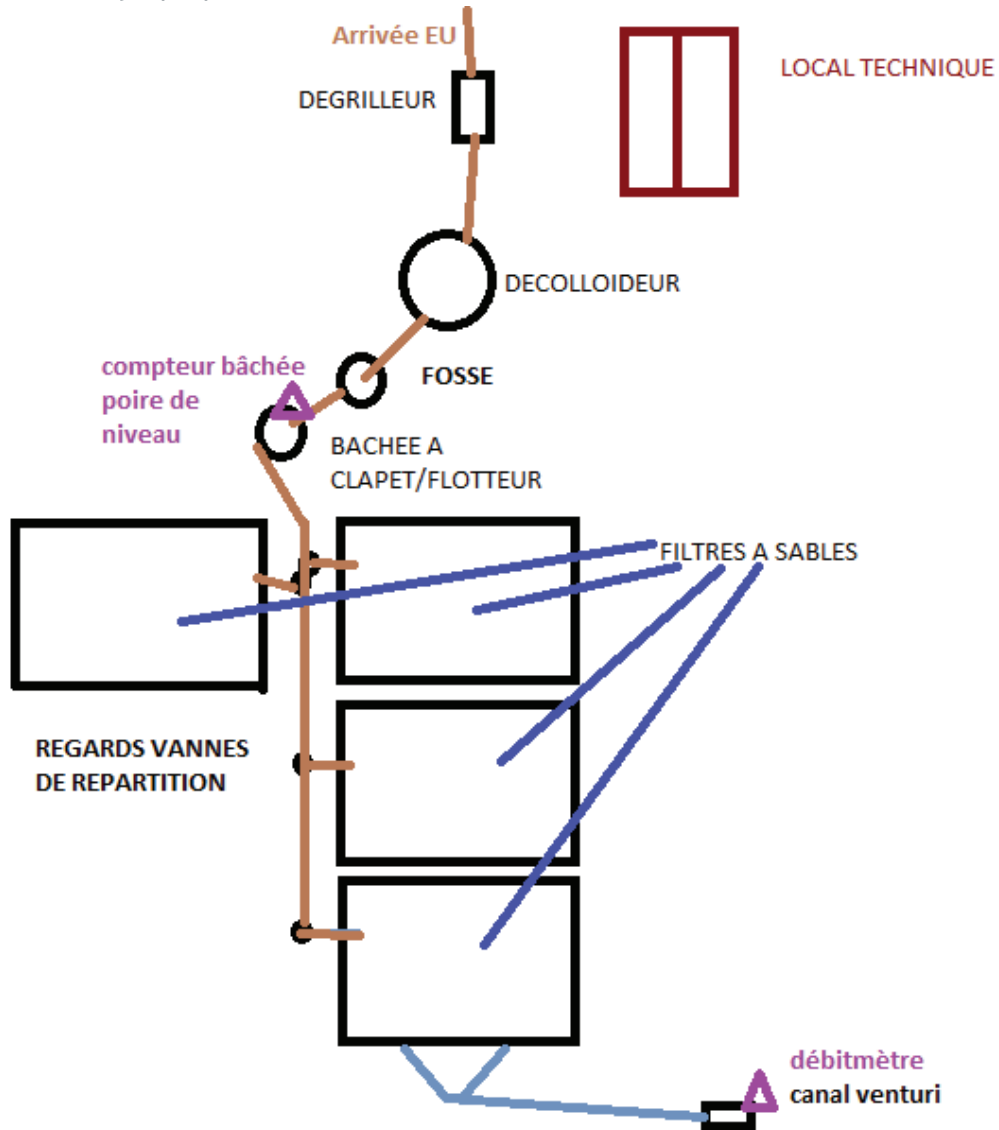 Arrivée EU
LOCAL TECHNIQUE
DEGRILLEUR
DECOLLOIDEUR
compteur bâchée
poire de
niveau
FOSSE
BACHEE A
CLAPET/FLOTTEUR
FILTRES A SABLES
REGARDS VANNES
DE REPARTITION
débitmètre
canal venturi